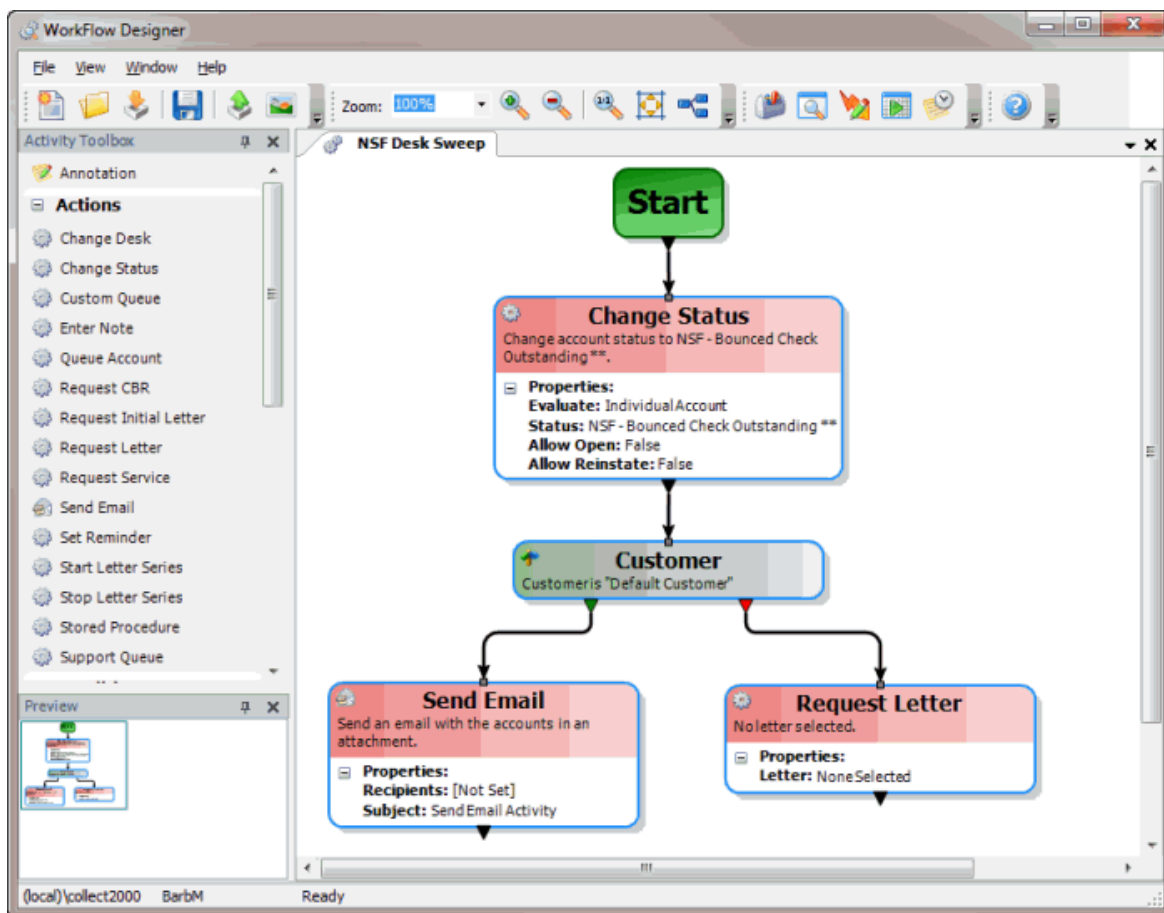 WorkFlow Designer
File View Window Help
Zoom: 100% 1/1
Activity Toolbox
NSF Desk Sweep
Annotation
Actions
Change Desk
Change Status
Custom Queue
Enter Note
Queue Account
Request CBR
Request Initial Letter
Request Letter
Request Service
Send Email
Set Reminder
Start Letter Series
Stop Letter Series
Stored Procedure
Support Queue
Preview
Start
Change Status
Change account status to NSF - Bounced Check
Outstanding **.
Properties:
Evaluate: Individual Account
Status: NSF - Bounced Check Outstanding **
Allow Open: False
Allow Reinstate: False
Customer
Customer is "Default Customer"
Send Email
Send an email with the accounts in an
attachment.
Properties:
Recipients: [Not Set]
Subject: Send Email Activity
Request Letter
No letter selected.
Properties:
Letter: None Selected
(local)\collect2000 BarbM Ready